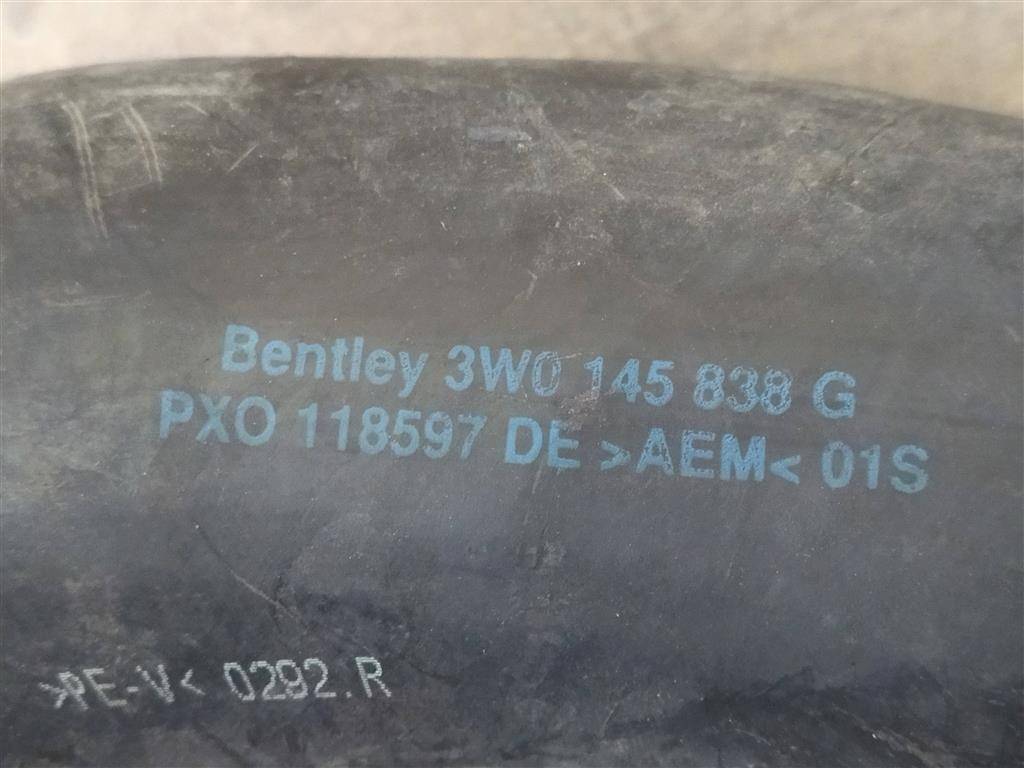 Bentley 3W0 145 838 G
PXO 118597 DE >AEM< 01S
>PE-V< 0292.R